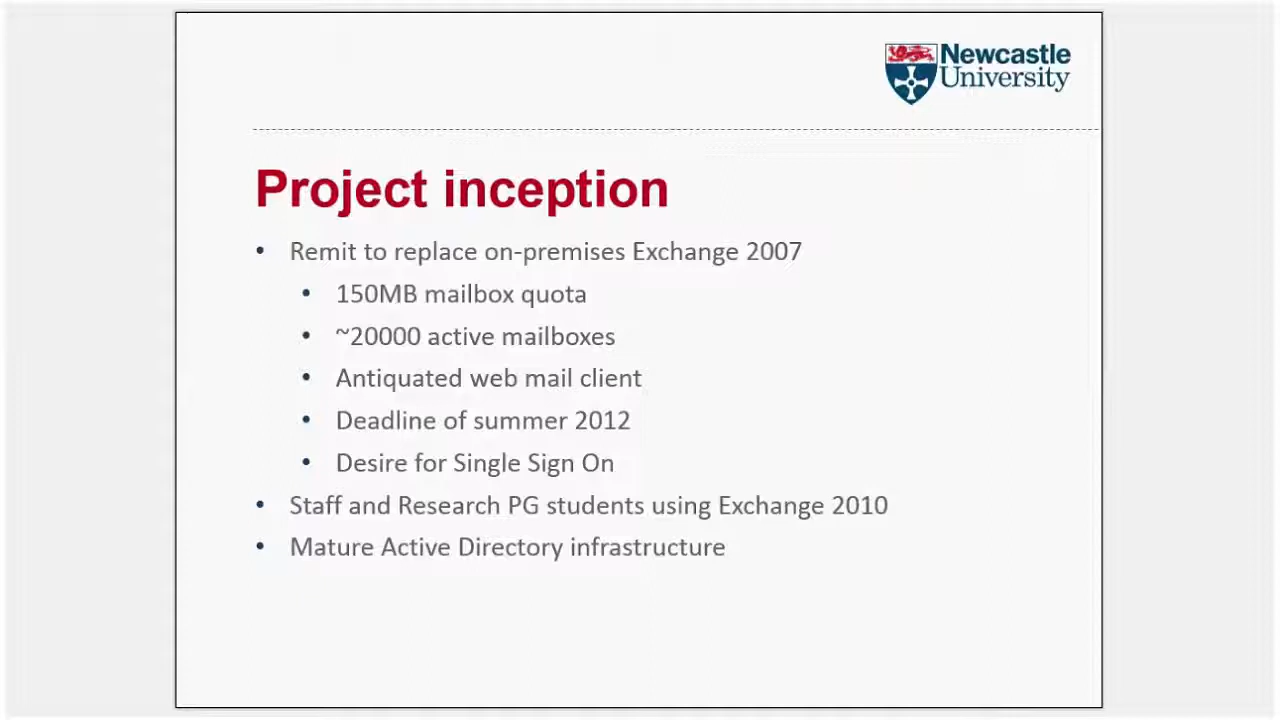 Newcastle
University
Project inception
• Remit to replace on-premises Exchange 2007
• 150MB mailbox quota
• ~20000 active mailboxes
• Antiquated web mail client
• Deadline of summer 2012
• Desire for Single Sign On
• Staff and Research PG students using Exchange 2010
• Mature Active Directory infrastructure